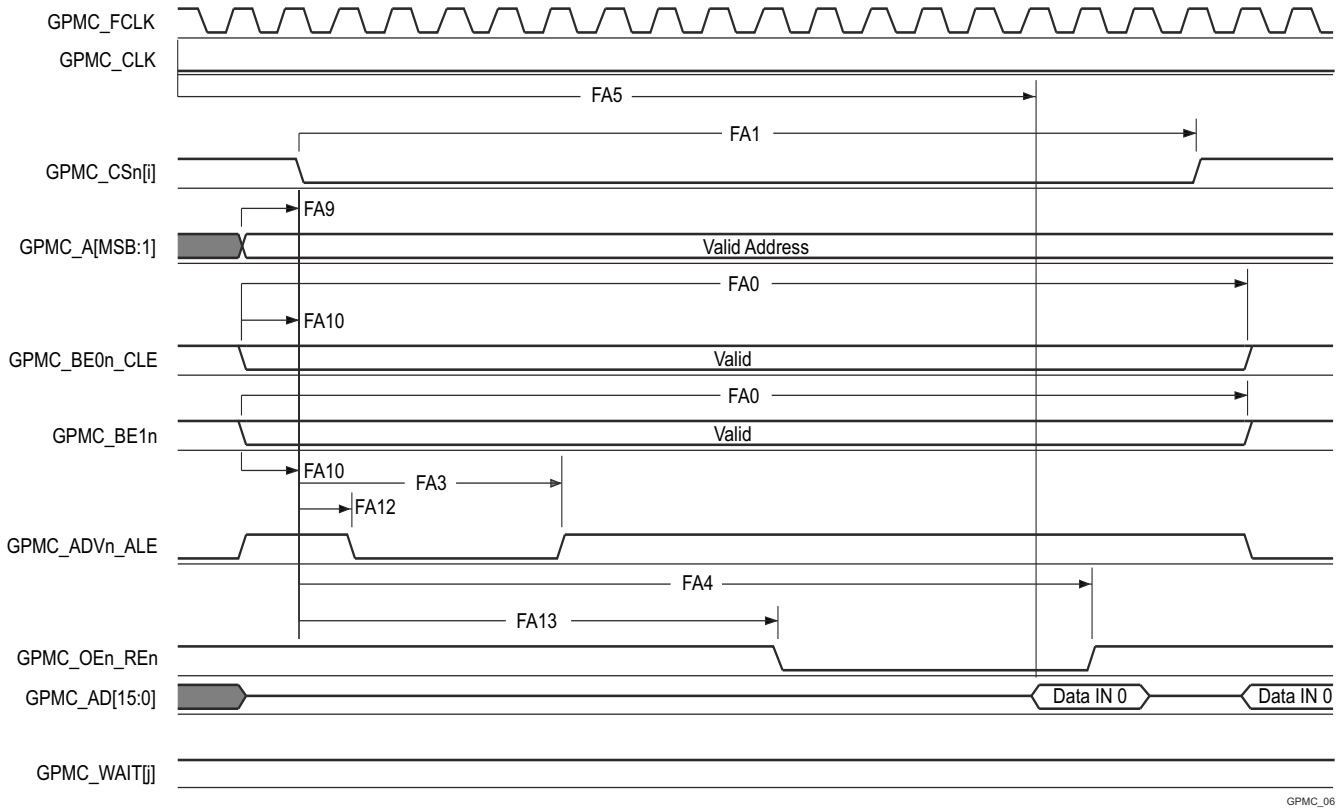 GPMC_FCLK
GPMC_CLK
FA5
FA1
GPMC_CSn[i]
FA9
GPMC_A[MSB:1]
Valid Address
FA0
FA10
GPMC_BE0n_CLE
Valid
FA0
GPMC_BE1n
Valid
FA10
FA3
FA12
GPMC_ADVn_ALE
FA4
FA13
GPMC_OEn_REn
GPMC_AD[15:0]
Data IN 0
Data IN 0
GPMC_WAIT[j]
GPMC_06